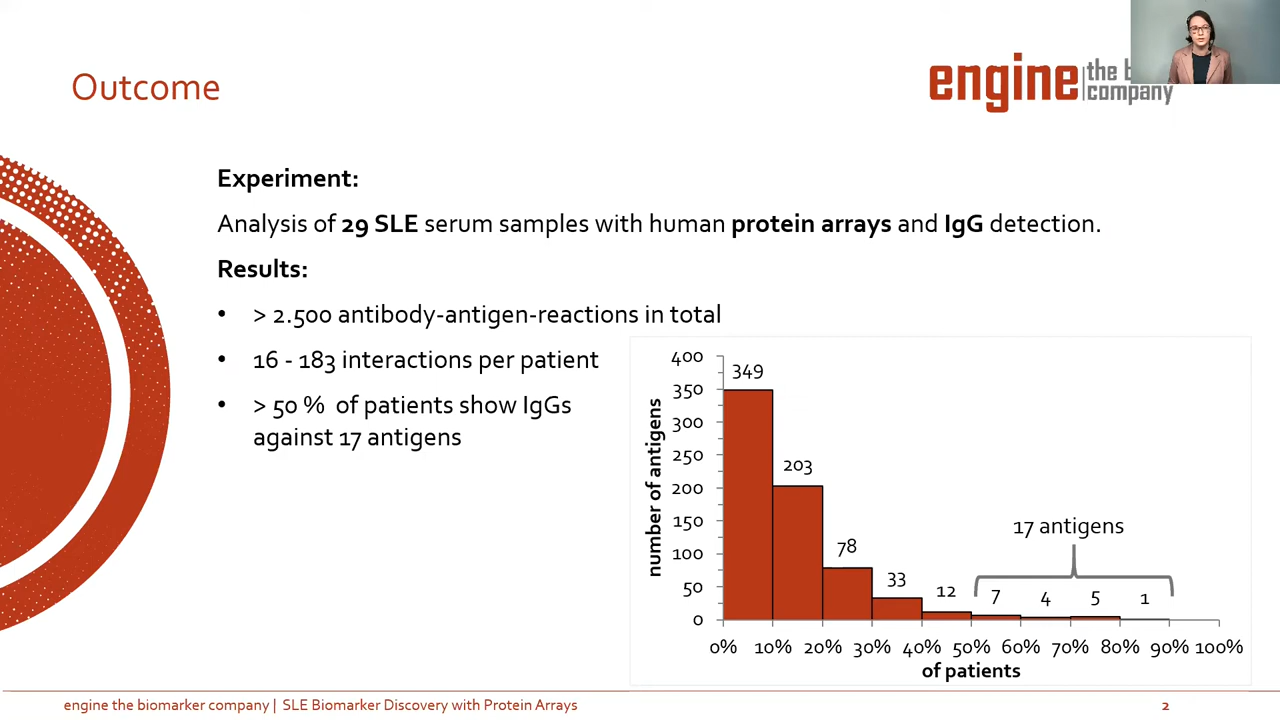 Outcome
engine the b
company
Experiment:
Analysis of 29 SLE serum samples with human protein arrays and IgG detection.
Results:
• > 2.500 antibody-antigen-reactions in total
• 16 - 183 interactions per patient
• > 50 % of patients show IgGs
against 17 antigens
number of antigens
400
350
300
250
200
150
100
50
0
349
203
78
33
12
7
4
5
1
17 antigens
0% 10% 20% 30% 40% 50% 60% 70% 80% 90% 100%
of patients
engine the biomarker company | SLE Biomarker Discovery with Protein Arrays
2